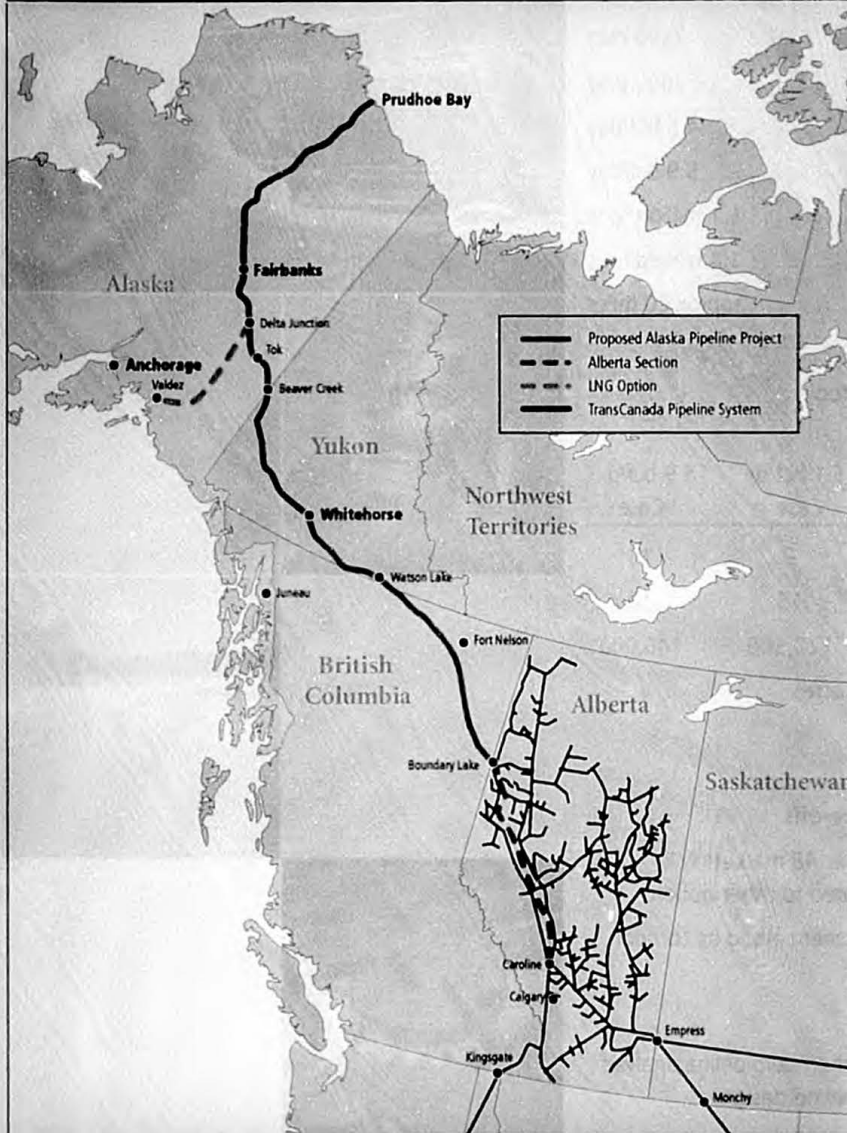 Prudhoe Bay
Fairbanks
Alaska
Delta Junction
Tok
Anchorage
Valdez
Beaver Creek
Proposed Alaska Pipeline Project
Alberta Section
LNG Option
TransCanada Pipeline System
Yukon
Northwest
Territories
Whitehorse
Watson Lake
Juneau
Fort Nelson
British
Columbia
Alberta
Boundary Lake
Saskatchewan
Caroline
Calgary
Empress
Kingsgate
Monchy